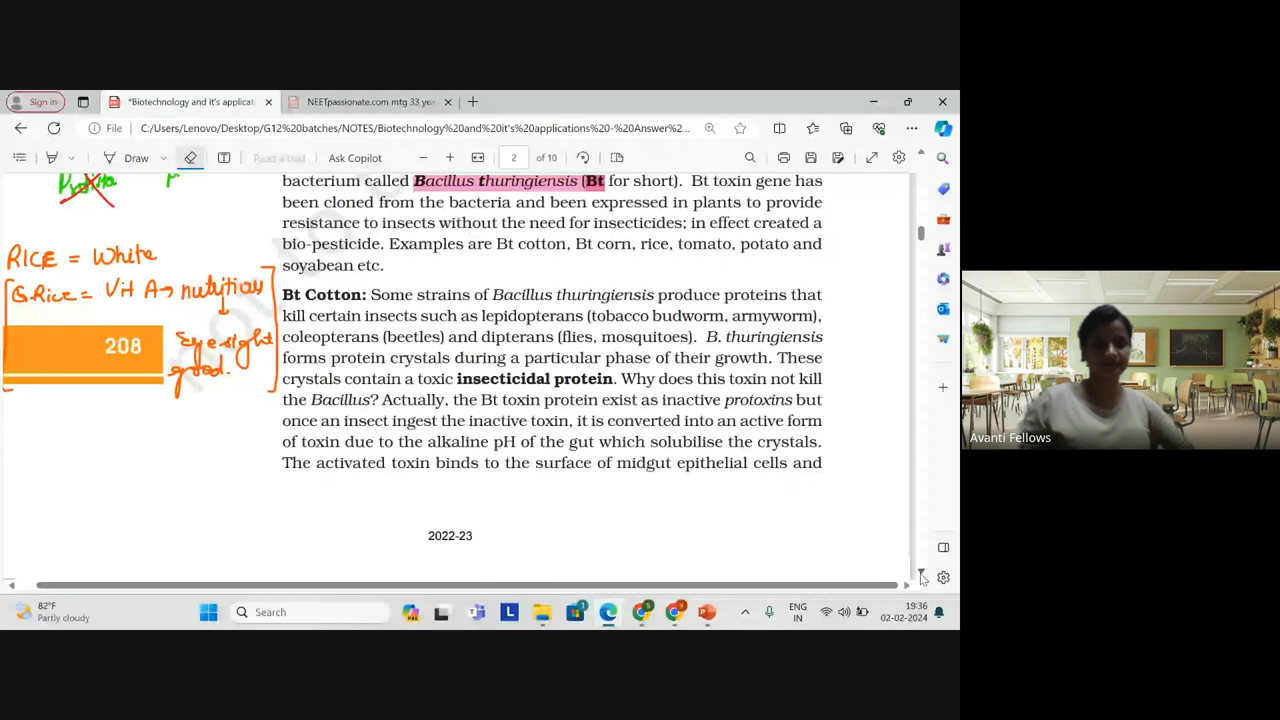 Sign in
*Biotechnology and it's applicati
NEETpassionate.com mtg 33 ye
File
C:/Users/Lenovo/Desktop/G12%20batches/NOTES/Biotechnology%20and%20it's%20applications%20-%20Answer%2...
Draw
Read aloud
Ask Copilot
2
of 10
bacterium called Bacillus thuringiensis (Bt for short). Bt toxin gene has
been cloned from the bacteria and been expressed in plants to provide
resistance to insects without the need for insecticides; in effect created a
bio-pesticide. Examples are Bt cotton, Bt corn, rice, tomato, potato and
soyabean etc.
RICE = White
G.Rice = Vit A → nutrition
Eyesight
good.
208
Bt Cotton: Some strains of Bacillus thuringiensis produce proteins that
kill certain insects such as lepidopterans (tobacco budworm, armyworm),
coleopterans (beetles) and dipterans (flies, mosquitoes). B. thuringiensis
forms protein crystals during a particular phase of their growth. These
crystals contain a toxic insecticidal protein. Why does this toxin not kill
the Bacillus? Actually, the Bt toxin protein exist as inactive protoxins but
once an insect ingest the inactive toxin, it is converted into an active form
of toxin due to the alkaline pH of the gut which solubilise the crystals.
The activated toxin binds to the surface of midgut epithelial cells and
2022-23
Avanti Fellows
82°F
Partly cloudy
Search
ENG
IN
19:36
02-02-2024